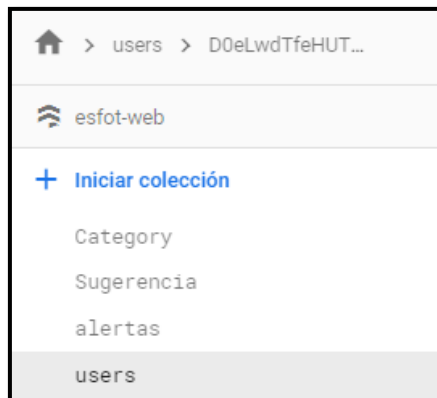 > users > D0eLwdTfeHUT...
esfot-web
+ Iniciar colección
Category
Sugerencia
alertas
users